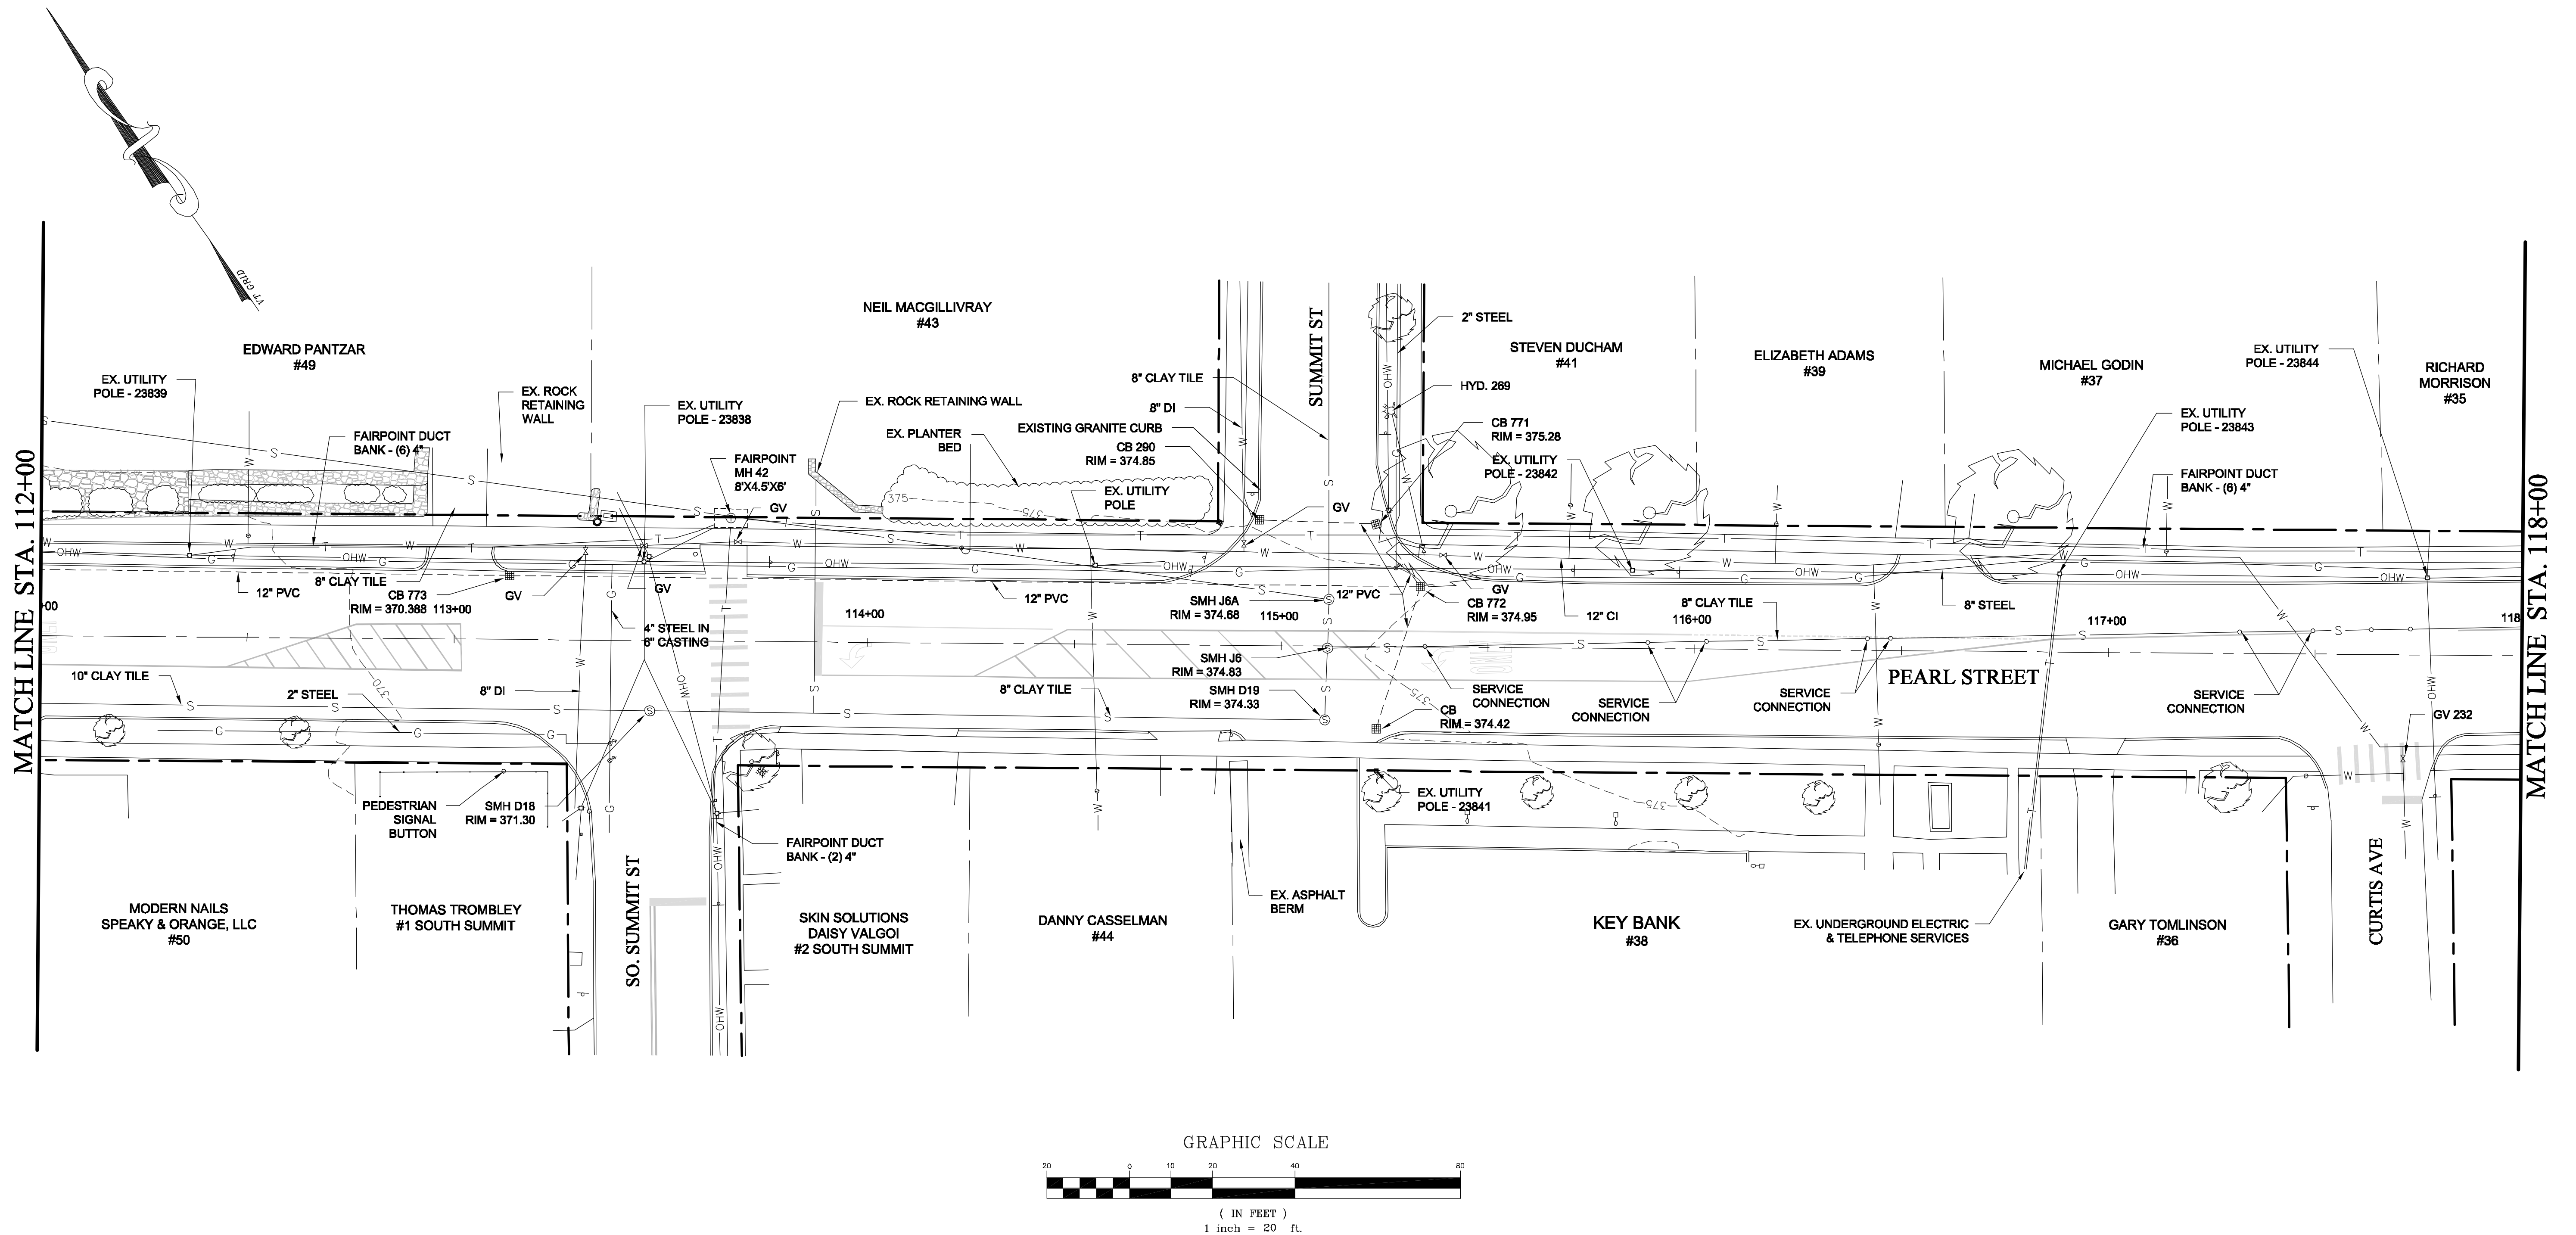 VT GRID
MATCH LINE STA. 112+00
MATCH LINE STA. 118+00
EDWARD PANTZAR
#49
NEIL MACGILLIVRAY
#43
STEVEN DUCHAM
#41
ELIZABETH ADAMS
#39
MICHAEL GODIN
#37
RICHARD
MORRISON
#35
EX. UTILITY
POLE - 23839
FAIRPOINT DUCT
BANK - (6) 4"
EX. ROCK
RETAINING
WALL
EX. UTILITY
POLE - 23838
FAIRPOINT
MH 42
8'X4.5'X6'
GV
EX. ROCK RETAINING WALL
EX. PLANTER
BED
375
375
8" CLAY TILE
8" DI
EXISTING GRANITE CURB
CB 290
RIM = 374.85
EX. UTILITY
POLE
SUMMIT ST
GV
2" STEEL
HYD. 269
CB 771
RIM = 375.28
EX. UTILITY
POLE - 23842
EX. UTILITY
POLE - 23843
EX. UTILITY
POLE - 23844
FAIRPOINT DUCT
BANK - (6) 4"
12" PVC
8" CLAY TILE
CB 773
RIM = 370.388
113+00
GV
GV
4" STEEL IN
6" CASTING
12" PVC
114+00
SMH J6A
RIM = 374.68
115+00
12" PVC
GV
CB 772
RIM = 374.95
12" CI
8" CLAY TILE
116+00
8" STEEL
117+00
118
+00
10" CLAY TILE
2" STEEL
370
8" DI
8" CLAY TILE
SMH J6
RIM = 374.83
SMH D19
RIM = 374.33
375
CB
RIM = 374.42
SERVICE
CONNECTION
SERVICE
CONNECTION
SERVICE
CONNECTION
PEARL STREET
SERVICE
CONNECTION
GV 232
PEDESTRIAN
SIGNAL
BUTTON
SMH D18
RIM = 371.30
FAIRPOINT DUCT
BANK - (2) 4"
EX. UTILITY
POLE - 23841
375
EX. ASPHALT
BERM
EX. UNDERGROUND ELECTRIC
& TELEPHONE SERVICES
MODERN NAILS
SPEAKY & ORANGE, LLC
#50
THOMAS TROMBLEY
#1 SOUTH SUMMIT
SO. SUMMIT ST
SKIN SOLUTIONS
DAISY VALGOI
#2 SOUTH SUMMIT
DANNY CASSELMAN
#44
KEY BANK
#38
GARY TOMLINSON
#36
CURTIS AVE
GRAPHIC SCALE
20 0 10 20 40 80
( IN FEET )
1 inch = 20 ft.